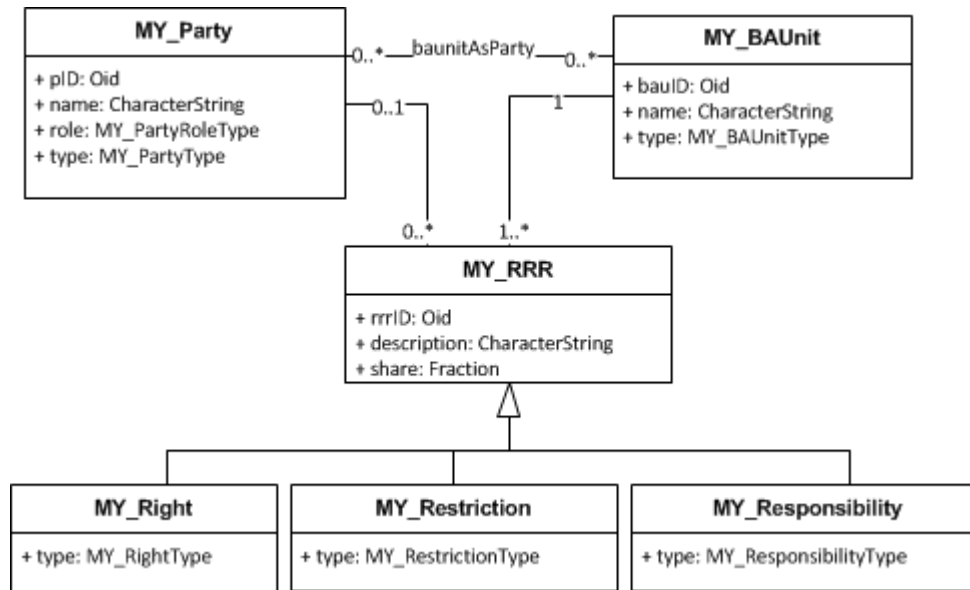 MY_Party
+ pID: Oid
+ name: CharacterString
+ role: MY_PartyRoleType
+ type: MY_PartyType
0..*
baunitAsParty
0..*
MY_BAUnit
+ bauID: Oid
+ name: CharacterString
+ type: MY_BAUnitType
0..1
1
0..*
1..*
MY_RRR
+ rrrID: Oid
+ description: CharacterString
+ share: Fraction
MY_Right
+ type: MY_RightType
MY_Restriction
+ type: MY_RestrictionType
MY_Responsibility
+ type: MY_ResponsibilityType